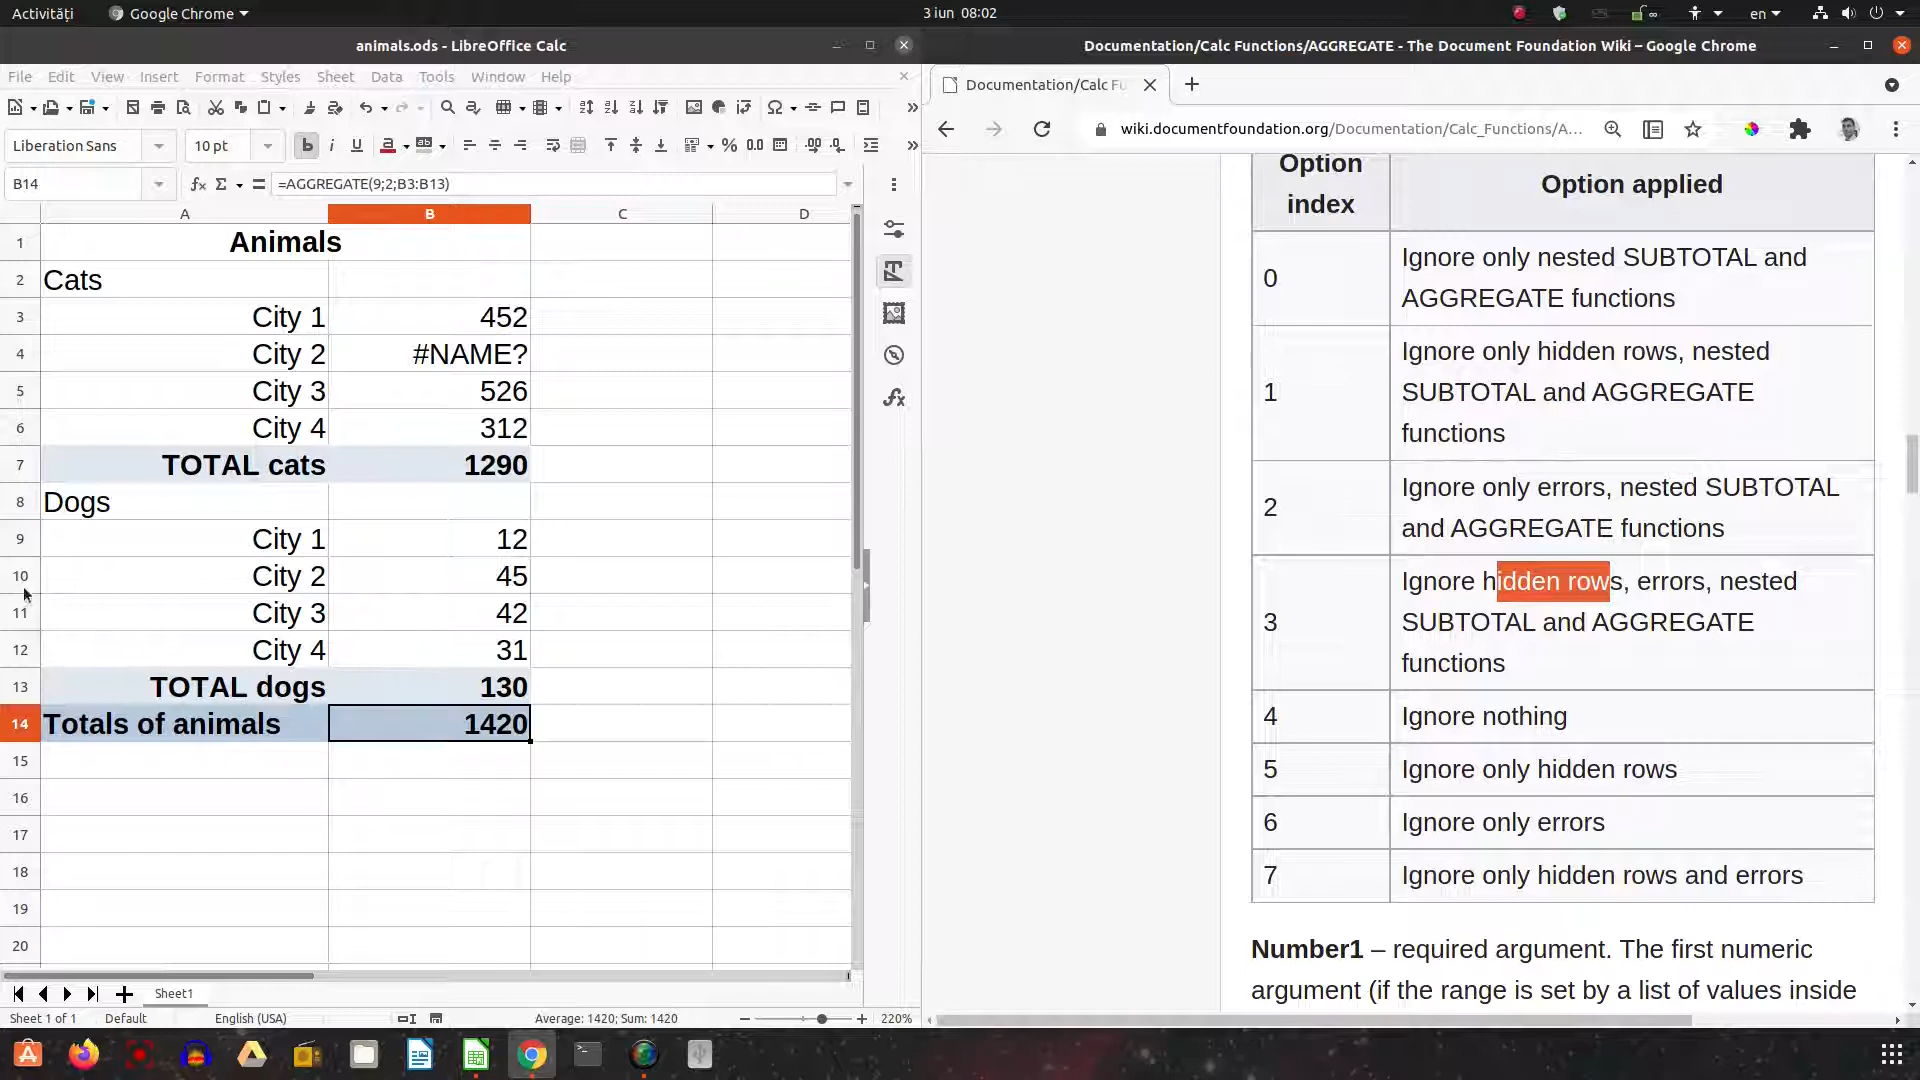 Activități
Google Chrome
3 iun 08:02
en
animals.ods - LibreOffice Calc
File Edit View Insert Format Styles Sheet Data Tools Window Help
Liberation Sans
10 pt
B14
=AGGREGATE(9;2;B3:B13)
A B C D
1 Animals
2 Cats
3 City 1 452
4 City 2 #NAME?
5 City 3 526
6 City 4 312
7 TOTAL cats 1290
8 Dogs
9 City 1 12
10 City 2 45
11 City 3 42
12 City 4 31
13 TOTAL dogs 130
14 Totals of animals 1420
15
16
17
18
19
20
Sheet1
Sheet 1 of 1 Default English (USA) Average: 1420; Sum: 1420 220%
Documentation/Calc Functions/AGGREGATE - The Document Foundation Wiki – Google Chrome
Documentation/Calc Fu
wiki.documentfoundation.org/Documentation/Calc_Functions/A...
Option
index
Option applied
0
Ignore only nested SUBTOTAL and
AGGREGATE functions
1
Ignore only hidden rows, nested
SUBTOTAL and AGGREGATE
functions
2
Ignore only errors, nested SUBTOTAL
and AGGREGATE functions
3
Ignore hidden rows, errors, nested
SUBTOTAL and AGGREGATE
functions
4 Ignore nothing
5 Ignore only hidden rows
6 Ignore only errors
7 Ignore only hidden rows and errors
Number1 – required argument. The first numeric
argument (if the range is set by a list of values inside